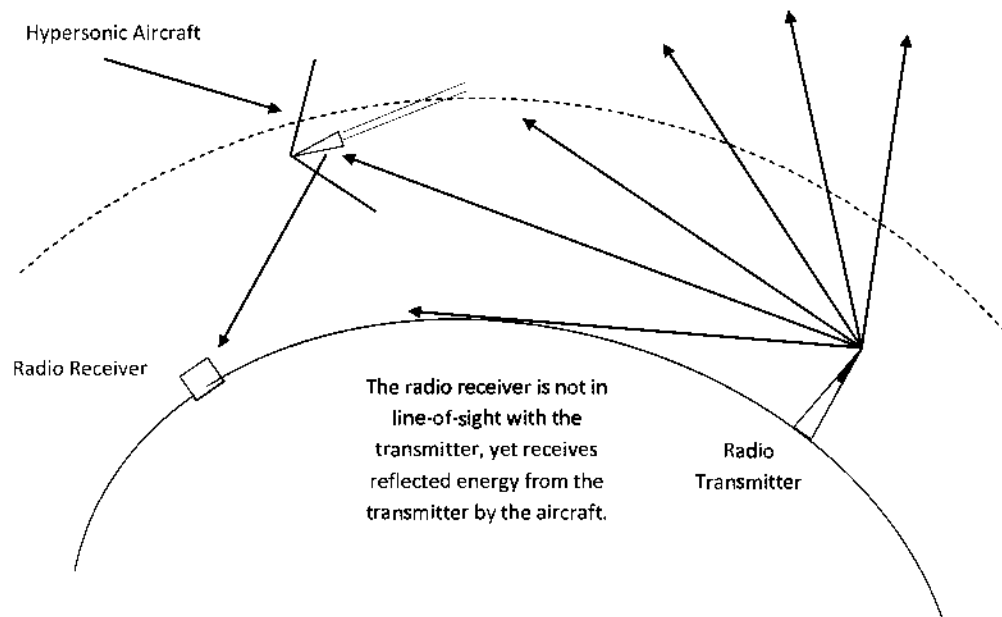 Hypersonic Aircraft
Radio Receiver
The radio receiver is not in
line-of-sight with the
transmitter, yet receives
reflected energy from the
transmitter by the aircraft.
Radio
Transmitter